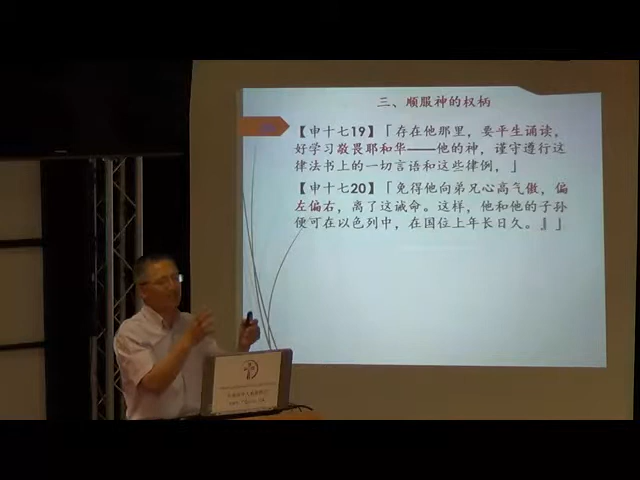 三、顺服神的权柄
【申十七19】「存在他那里，要平生诵读，
好学习敬畏耶和华——他的神，谨守遵行这
律法书上的一切言语和这些律例，」
【申十七20】「免得他向弟兄心高气傲，偏
左偏右，离了这诫命。这样，他和他的子孙
便可在以色列中，在国位上年长日久。』」